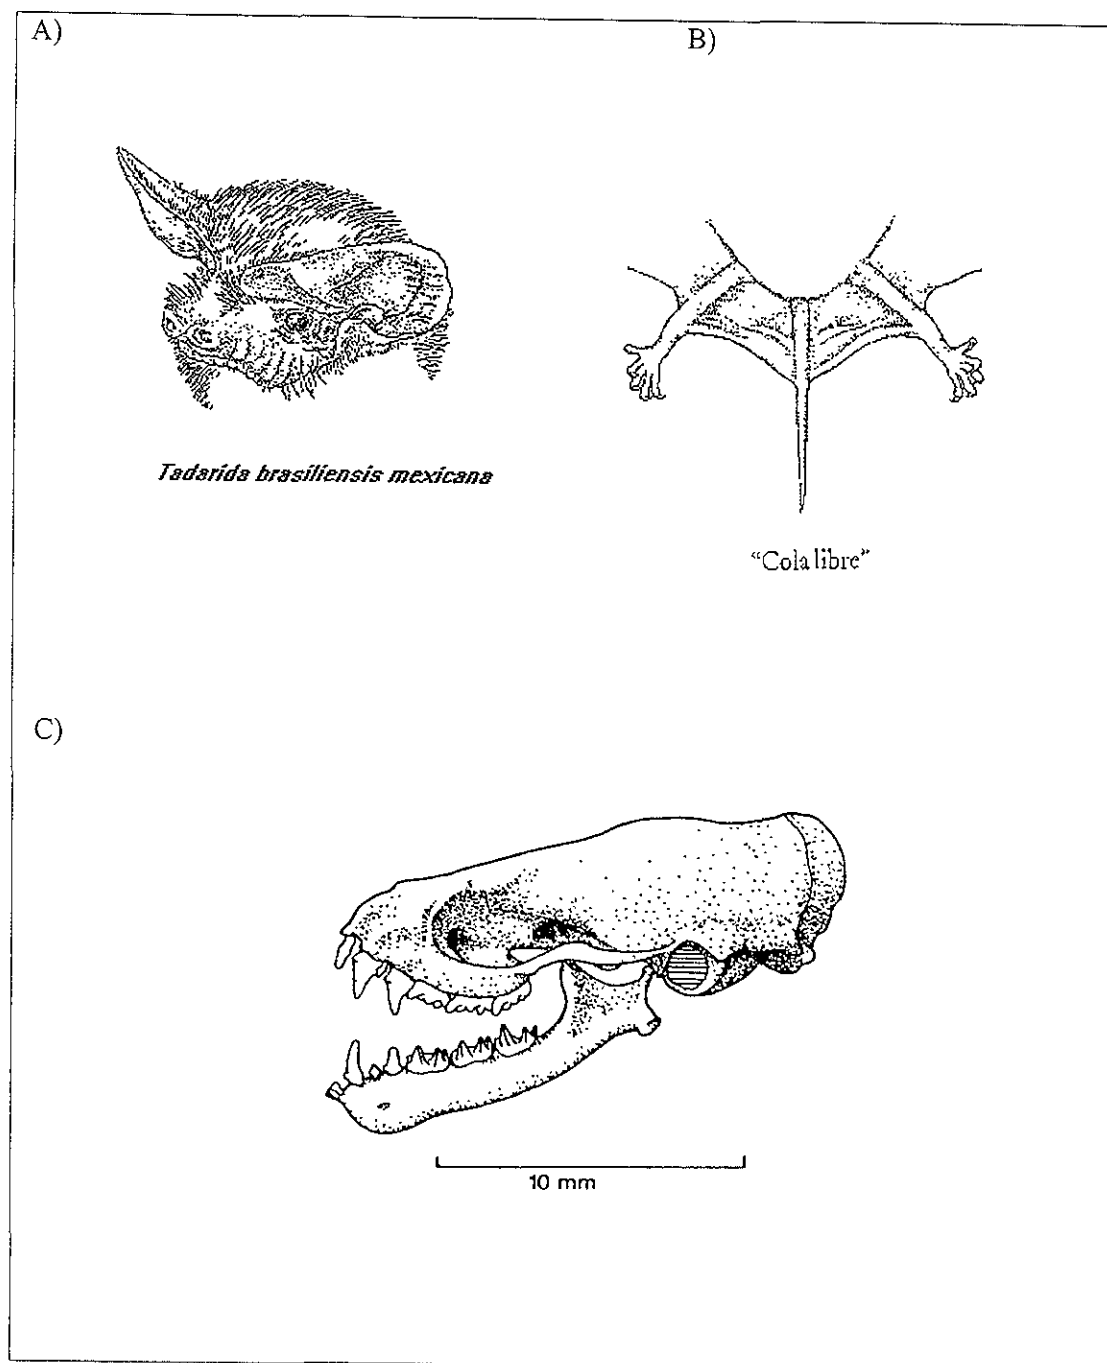 A)
B)
Tadarida brasiliensis mexicana
“Cola libre”
C)
10 mm